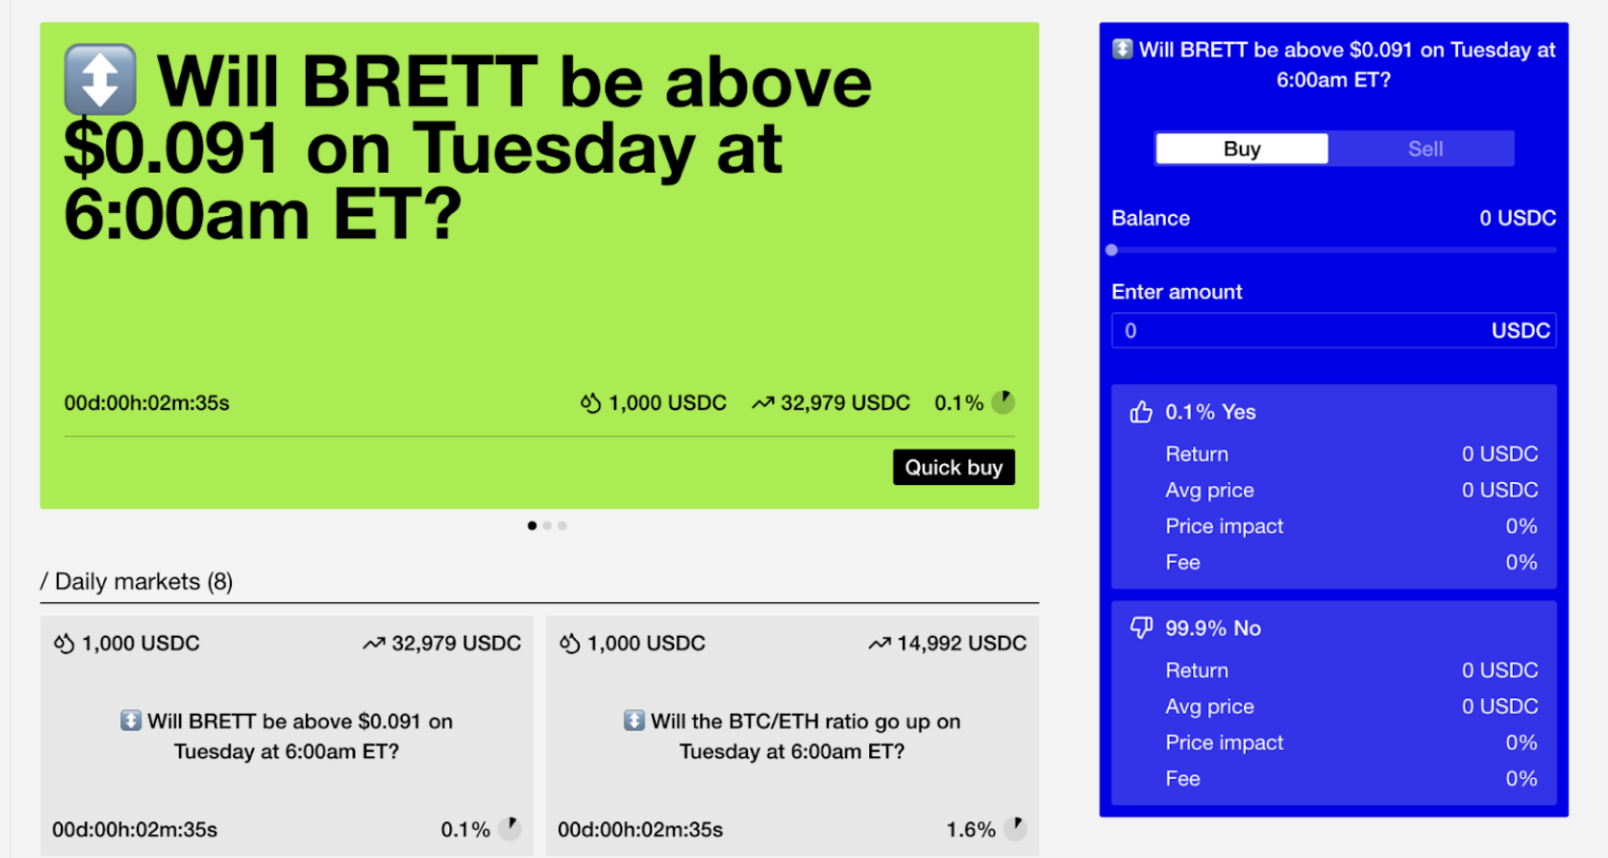 ↕️ Will BRETT be above
$0.091 on Tuesday at
6:00am ET?
00d:00h:02m:35s
1,000 USDC
32,979 USDC
0.1%
Quick buy
/ Daily markets (8)
1,000 USDC
32,979 USDC
↕️ Will BRETT be above $0.091 on
Tuesday at 6:00am ET?
00d:00h:02m:35s
0.1%
1,000 USDC
14,992 USDC
↕️ Will the BTC/ETH ratio go up on
Tuesday at 6:00am ET?
00d:00h:02m:35s
1.6%
↕️ Will BRETT be above $0.091 on Tuesday at
6:00am ET?
Buy
Sell
Balance
0 USDC
Enter amount
0
USDC
0.1% Yes
Return
0 USDC
Avg price
0 USDC
Price impact
0%
Fee
0%
99.9% No
Return
0 USDC
Avg price
0 USDC
Price impact
0%
Fee
0%